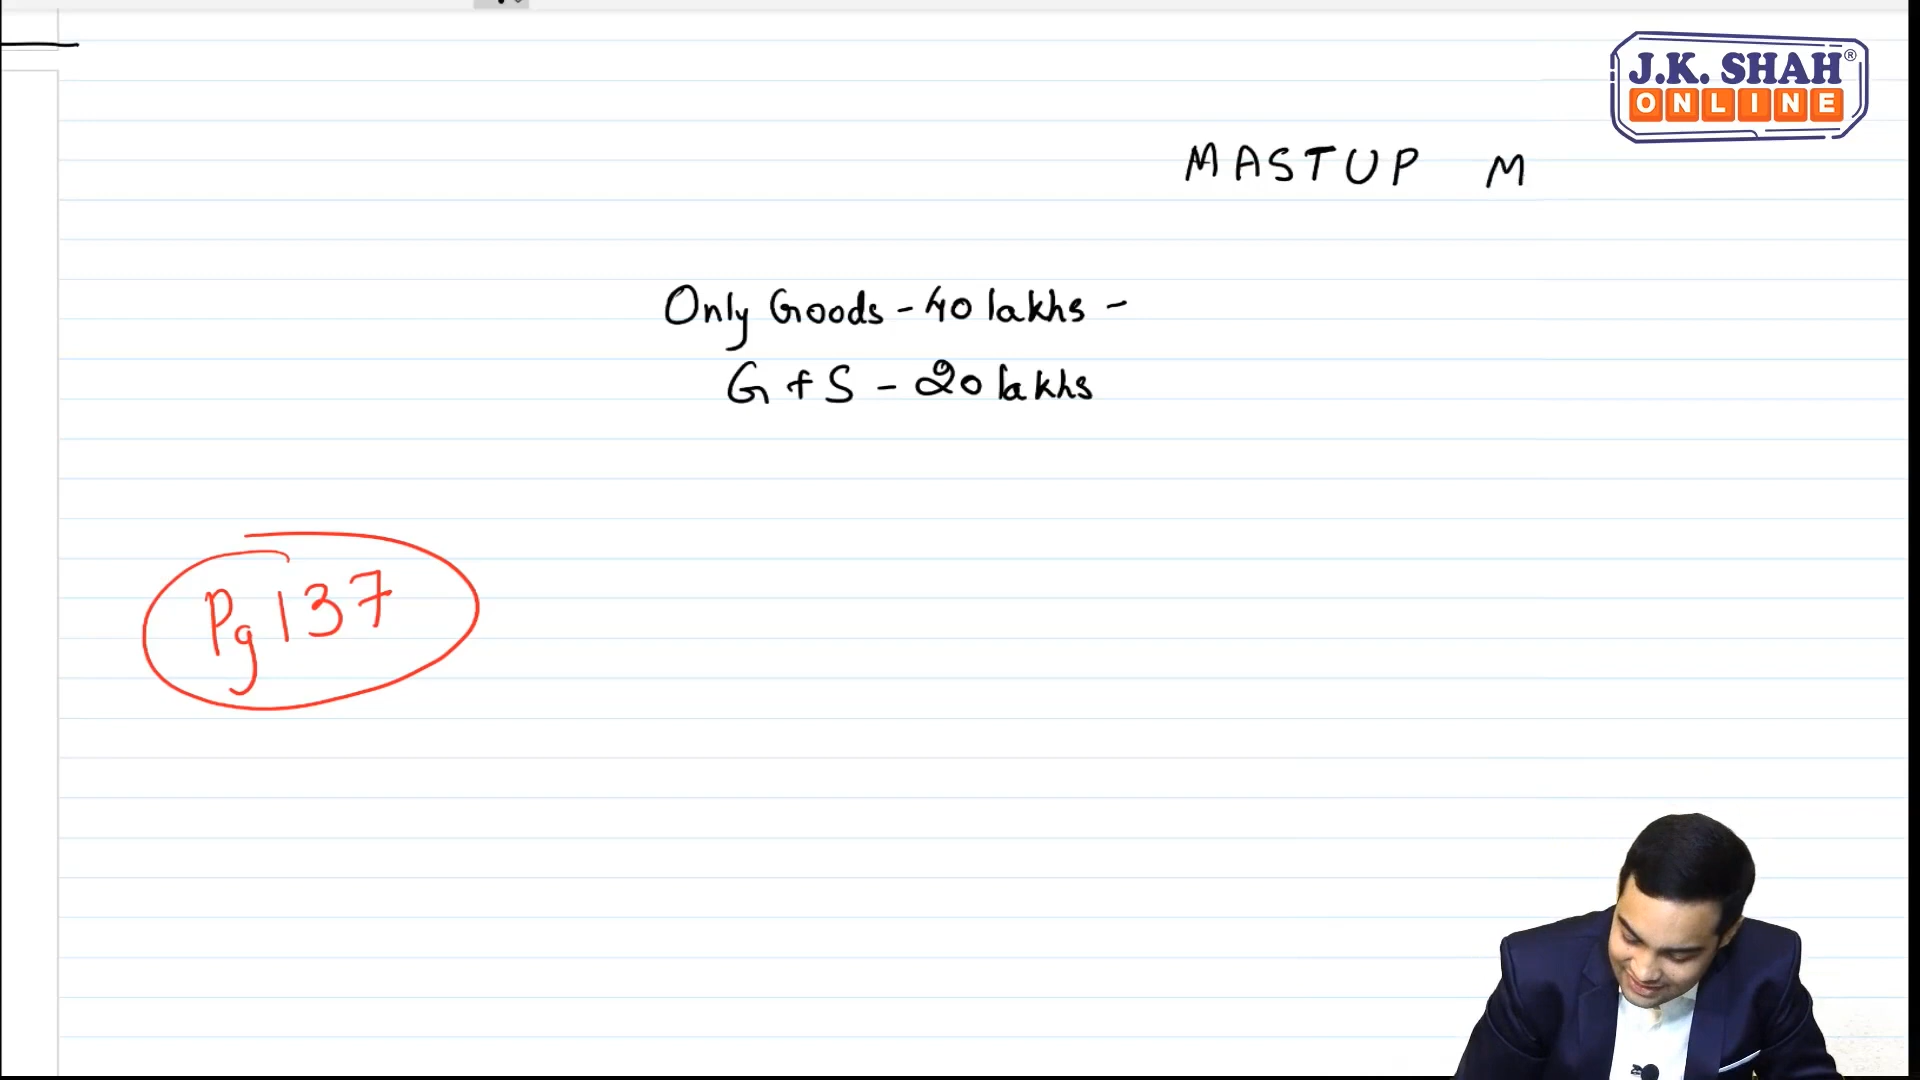 J.K. SHAH®
ONLINE
MASTUP M
Only Goods - 40 lakhs -
G + S - 20 lakhs
Pg 137